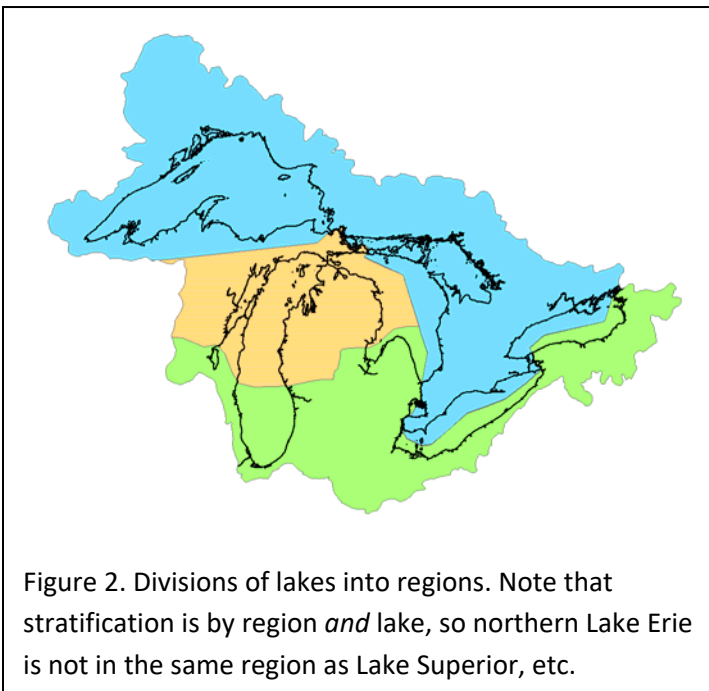 Figure 2. Divisions of lakes into regions. Note that
stratification is by region and lake, so northern Lake Erie
is not in the same region as Lake Superior, etc.